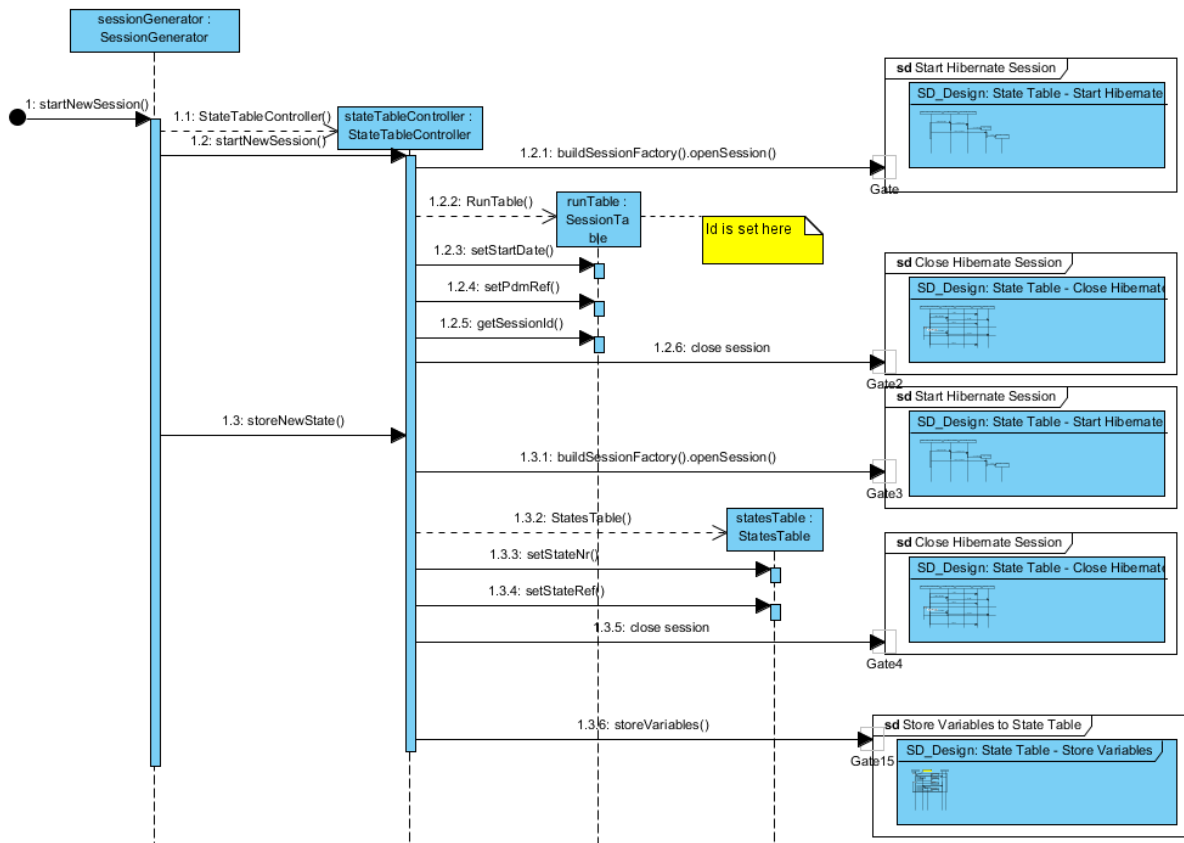 sessionGenerator :
SessionGenerator
sd Start Hibernate Session
SD_Design: State Table - Start Hibernate
1: startNewSession()
1.1: StateTableController()
stateTableController :
StateTableController
1.2: startNewSession()
1.2.1: buildSessionFactory().openSession()
Gate
1.2.2: RunTable()
runTable :
SessionTa
ble
Id is set here
1.2.3: setStartDate()
sd Close Hibernate Session
SD_Design: State Table - Close Hibernate
1.2.4: setPdmRef()
1.2.5: getSessionId()
1.2.6: close session
Gate2
sd Start Hibernate Session
SD_Design: State Table - Start Hibernate
1.3: storeNewState()
1.3.1: buildSessionFactory().openSession()
Gate3
1.3.2: StatesTable()
statesTable :
StatesTable
sd Close Hibernate Session
SD_Design: State Table - Close Hibernate
1.3.3: setStateNr()
1.3.4: setStateRef()
1.3.5: close session
Gate4
1.3.6: storeVariables()
sd Store Variables to State Table
SD_Design: State Table - Store Variables
Gate15